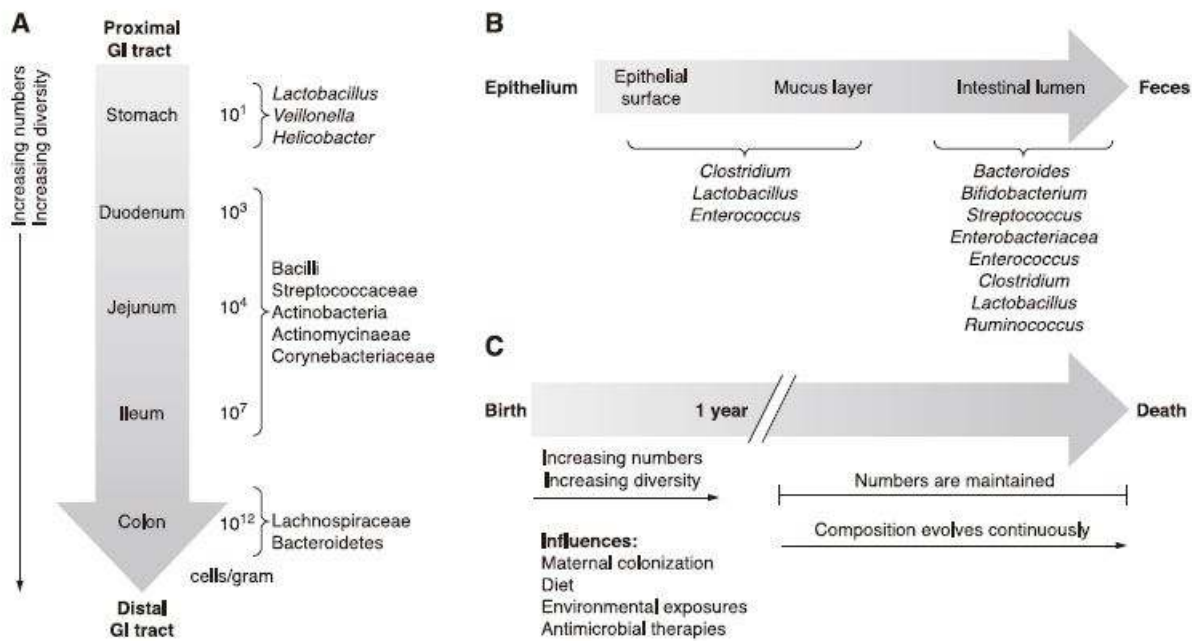 A
Proximal
GI tract
Increasing numbers
Increasing diversity
Stomach
10¹
Lactobacillus
Veillonella
Helicobacter
Duodenum
10³
Jejunum
10⁴
Ileum
10⁷
Bacilli
Streptococcaceae
Actinobacteria
Actinomycinaeae
Corynebacteriaceae
Colon
10¹²
Lachnospiraceae
Bacteroidetes
cells/gram
Distal
GI tract
B
Epithelium
Epithelial
surface
Mucus layer
Intestinal lumen
Feces
Clostridium
Lactobacillus
Enterococcus
Bacteroides
Bifidobacterium
Streptococcus
Enterobacteriacea
Enterococcus
Clostridium
Lactobacillus
Ruminococcus
C
Birth
1 year
Death
Increasing numbers
Increasing diversity
Numbers are maintained
Composition evolves continuously
Influences:
Maternal colonization
Diet
Environmental exposures
Antimicrobial therapies